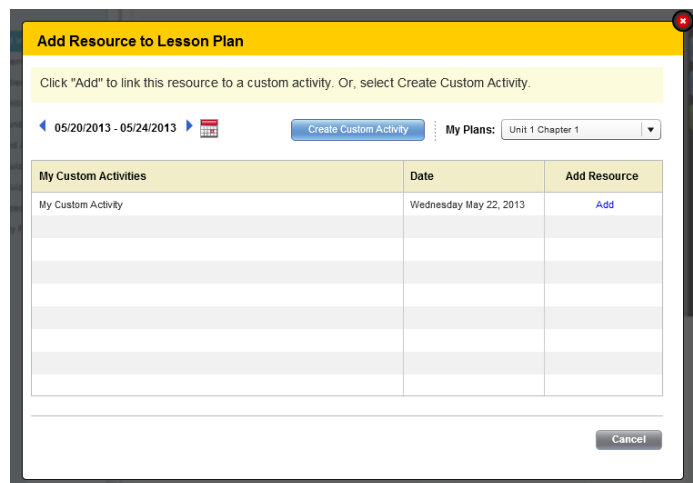 Add Resource to Lesson Plan
Click "Add" to link this resource to a custom activity. Or, select Create Custom Activity.
05/20/2013 - 05/24/2013 Create Custom Activity My Plans: Unit 1 Chapter 1
My Custom Activities Date Add Resource
My Custom Activity Wednesday May 22, 2013 Add
Cancel